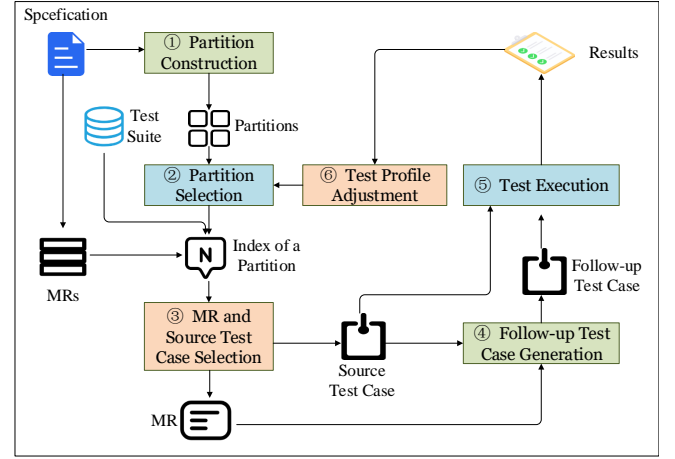 Spcefication
① Partition
Construction
Results
Test
Suite
Partitions
② Partition
Selection
⑥ Test Profile
Adjustment
⑤ Test Execution
N
Index of a
Partition
MRs
Follow-up
Test Case
③ MR and
Source Test
Case Selection
④ Follow-up Test
Case Generation
Source
Test Case
MR